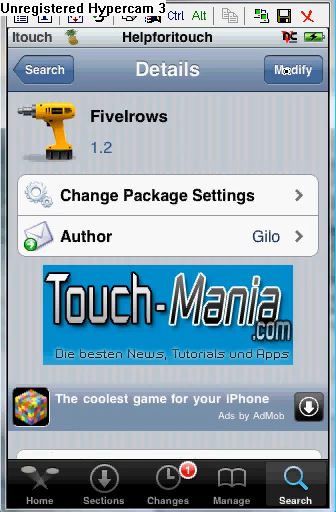 Unregistered Hypercam 3
Ctrl Alt
Itouch Helpforitouch
Search Details Modify
FiveIrows
1.2
Change Package Settings
Author Gilo
Touch-Mania
.com
Die besten News, Tutorials und Apps
The coolest game for your iPhone
Ads by AdMob
1
Home Sections Changes Manage Search